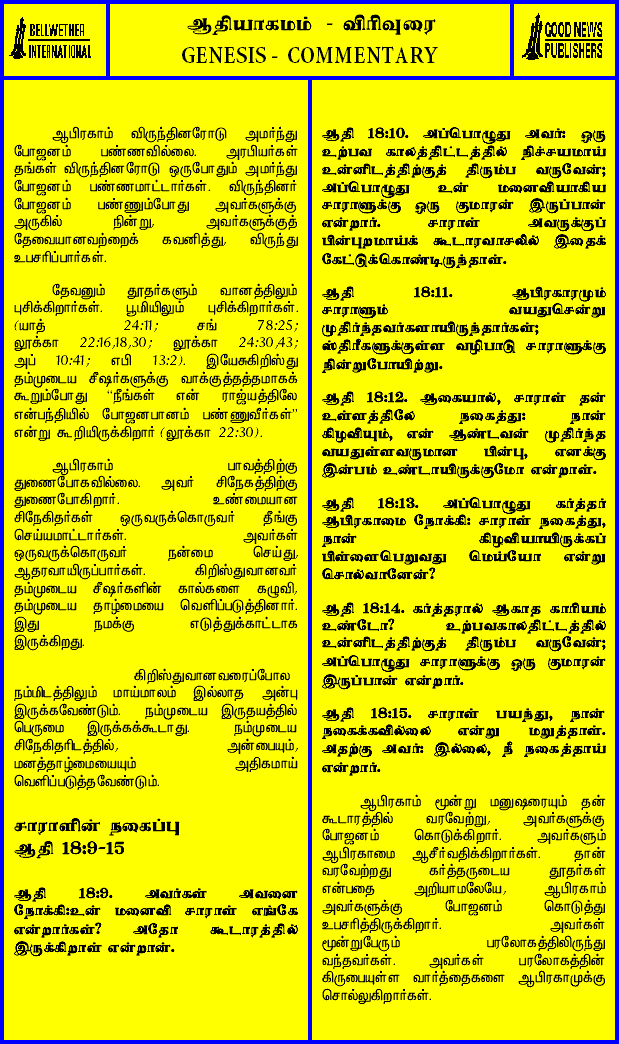 BELLWETHER
INTERNATIONAL
ஆதியாகமம் - விரிவுரை
GENESIS - COMMENTARY
GOOD NEWS
PUBLISHERS
ஆபிரகாம் விருந்தினரோடு அமர்ந்து
போஜனம் பண்ணவில்லை. அரபியர்கள்
தங்கள் விருந்தினரோடு ஒருபோதும் அமர்ந்து
போஜனம் பண்ணமாட்டார்கள். விருந்தினர்
போஜனம் பண்ணும்போது அவர்களுக்கு
அருகில் நின்று, அவர்களுக்குத்
தேவையானவற்றைக் கவனித்து, விருந்து
உபசரிப்பார்கள்.
தேவனும் தூதர்களும் வானத்திலும்
புசிக்கிறார்கள். பூமியிலும் புசிக்கிறார்கள்.
(யாத் 24:11; சங் 78:25;
லூக்கா 22:16,18,30; லூக்கா 24:30,43;
அப் 10:41; எபி 13:2). இயேசுகிறிஸ்து
தம்முடைய சீஷர்களுக்கு வாக்குத்தத்தமாகக்
கூறும்போது “நீங்கள் என் ராஜ்யத்திலே
என்பந்தியில் போஜனபானம் பண்ணுவீர்கள்”
என்று கூறியிருக்கிறார் (லூக்கா 22:30).
ஆபிரகாம் பாவத்திற்கு
துணைபோகவில்லை. அவர் சிநேகத்திற்கு
துணைபோகிறார். உண்மையான
சிநேகிதர்கள் ஒருவருக்கொருவர் தீங்கு
செய்யமாட்டார்கள். அவர்கள்
ஒருவருக்கொருவர் நன்மை செய்து,
ஆதரவாயிருப்பார்கள். கிறிஸ்துவானவர்
தம்முடைய சீஷர்களின் கால்களை கழுவி,
தம்முடைய தாழ்மையை வெளிப்படுத்தினார்.
இது நமக்கு எடுத்துக்காட்டாக
இருக்கிறது.
கிறிஸ்துவானவரைப்போல
நம்மிடத்திலும் மாய்மாலம் இல்லாத அன்பு
இருக்கவேண்டும். நம்முடைய இருதயத்தில்
பெருமை இருக்கக்கூடாது. நம்முடைய
சிநேகிதரிடத்தில், அன்பையும்,
மனத்தாழ்மையையும் அதிகமாய்
வெளிப்படுத்தவேண்டும்.
சாராளின் நகைப்பு
ஆதி 18:9-15
ஆதி 18:9. அவர்கள் அவனை
நோக்கி:உன் மனைவி சாராள் எங்கே
என்றார்கள்? அதோ கூடாரத்தில்
இருக்கிறாள் என்றான்.
ஆதி 18:10. அப்பொழுது அவர்: ஒரு
உற்பவ காலத்திட்டத்தில் நிச்சயமாய்
உன்னிடத்திற்குத் திரும்ப வருவேன்;
அப்பொழுது உன் மனைவியாகிய
சாராளுக்கு ஒரு குமாரன் இருப்பான்
என்றார். சாராள் அவருக்குப்
பின்புறமாய்க் கூடாரவாசலில் இதைக்
கேட்டுக்கொண்டிருந்தாள்.
ஆதி 18:11. ஆபிரகாரமும்
சாராளும் வயதுசென்று
முதிர்ந்தவர்களாயிருந்தார்கள்;
ஸ்திரீகளுக்குள்ள வழிபாடு சாராளுக்கு
நின்றுபோயிற்று.
ஆதி 18:12. ஆகையால், சாராள் தன்
உள்ளத்திலே நகைத்து: நான்
கிழவியும், என் ஆண்டவன் முதிர்ந்த
வயதுள்ளவருமான பின்பு, எனக்கு
இன்பம் உண்டாயிருக்குமோ என்றாள்.
ஆதி 18:13. அப்பொழுது கர்த்தர்
ஆபிரகாமை நோக்கி: சாராள் நகைத்து,
நான் கிழவியாயிருக்கப்
பிள்ளைபெறுவது மெய்யோ என்று
சொல்வானேன்?
ஆதி 18:14. கர்த்தரால் ஆகாத காரியம்
உண்டோ? உற்பவகாலதிட்டத்தில்
உன்னிடத்திற்குத் திரும்ப வருவேன்;
அப்பொழுது சாராளுக்கு ஒரு குமாரன்
இருப்பான் என்றார்.
ஆதி 18:15. சாராள் பயந்து, நான்
நகைக்கவில்லை என்று மறுத்தாள்.
அதற்கு அவர்: இல்லை, நீ நகைத்தாய்
என்றார்.
ஆபிரகாம் மூன்று மனுஷரையும் தன்
கூடாரத்தில் வரவேற்று, அவர்களுக்கு
போஜனம் கொடுக்கிறார். அவர்களும்
ஆபிரகாமை ஆசீர்வதிக்கிறார்கள். தான்
வரவேற்றது கர்த்தருடைய தூதர்கள்
என்பதை அறியாமலேயே, ஆபிரகாம்
அவர்களுக்கு போஜனம் கொடுத்து
உபசரித்திருக்கிறார். அவர்கள்
மூன்றுபேரும் பரலோகத்திலிருந்து
வந்தவர்கள். அவர்கள் பரலோகத்தின்
கிருபையுள்ள வார்த்தைகளை ஆபிரகாமுக்கு
சொல்லுகிறார்கள்.